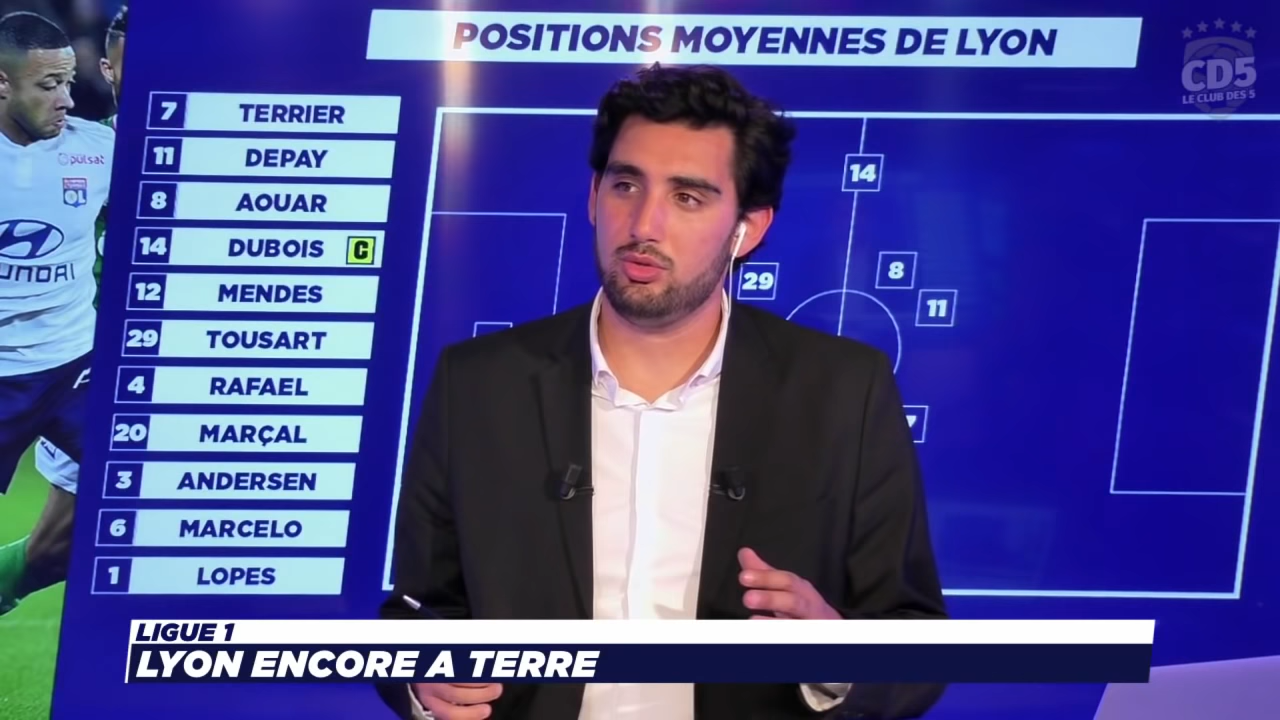 POSITIONS MOYENNES DE LYON
CD5
LE CLUB DES 5
7 TERRIER
11 DEPAY
8 AOUAR
14 DUBOIS C
12 MENDES
29 TOUSART
4 RAFAEL
20 MARÇAL
3 ANDERSEN
6 MARCELO
1 LOPES
14
29
8
11
pulsat
OL
LIGUE 1
LYON ENCORE A TERRE